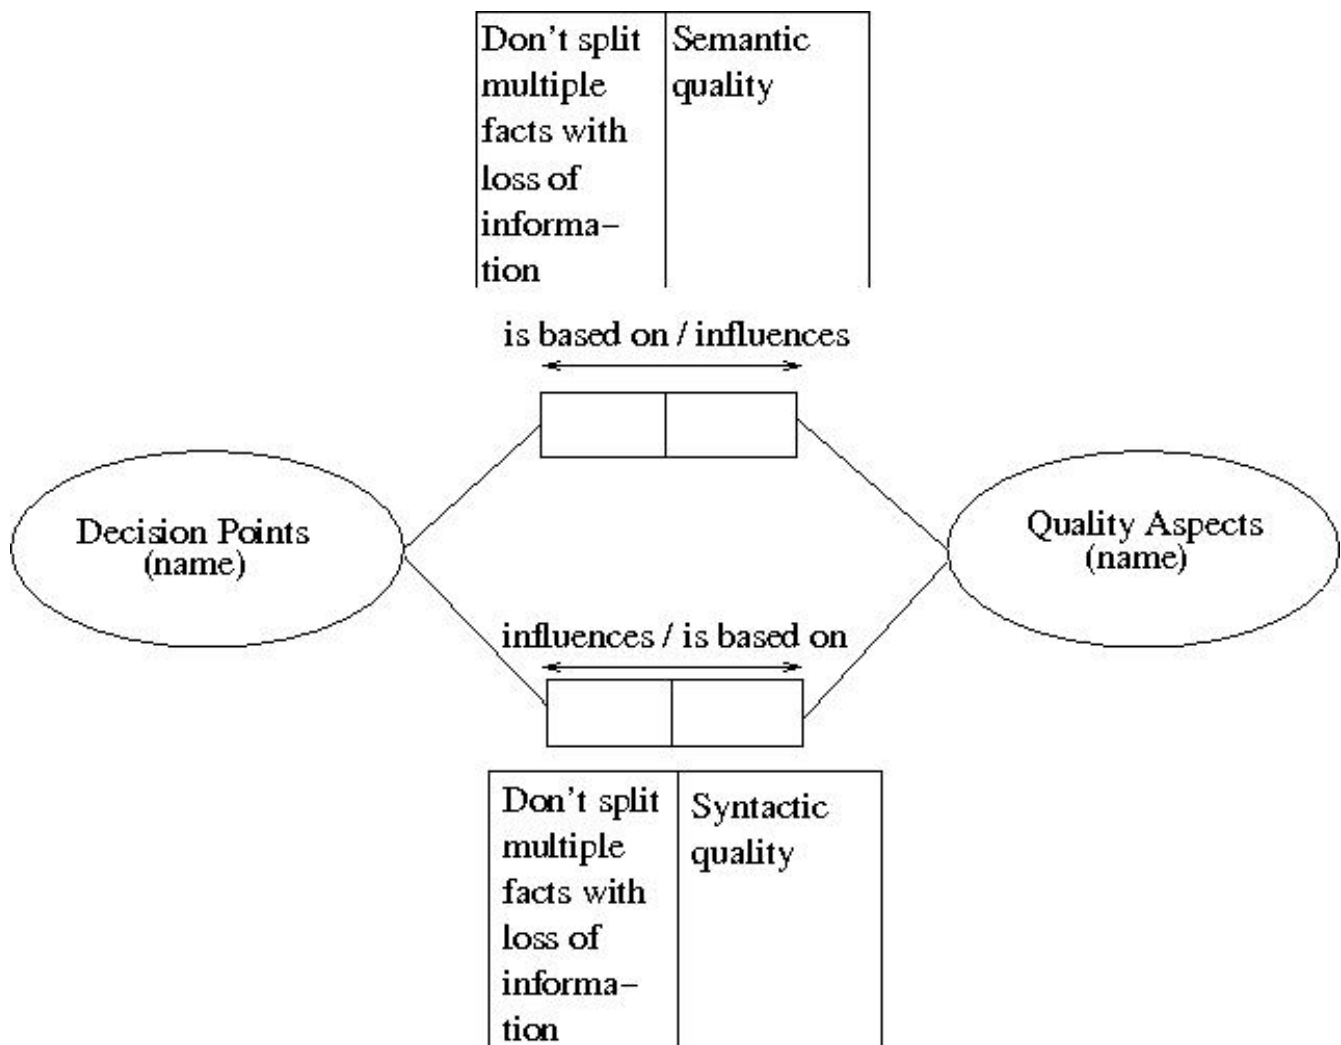 Don't split
multiple
facts with
loss of
informa–
tion
Semantic
quality
is based on / influences
Decision Points
(name)
Quality Aspects
(name)
influences / is based on
Don't split
multiple
facts with
loss of
informa–
tion
Syntactic
quality